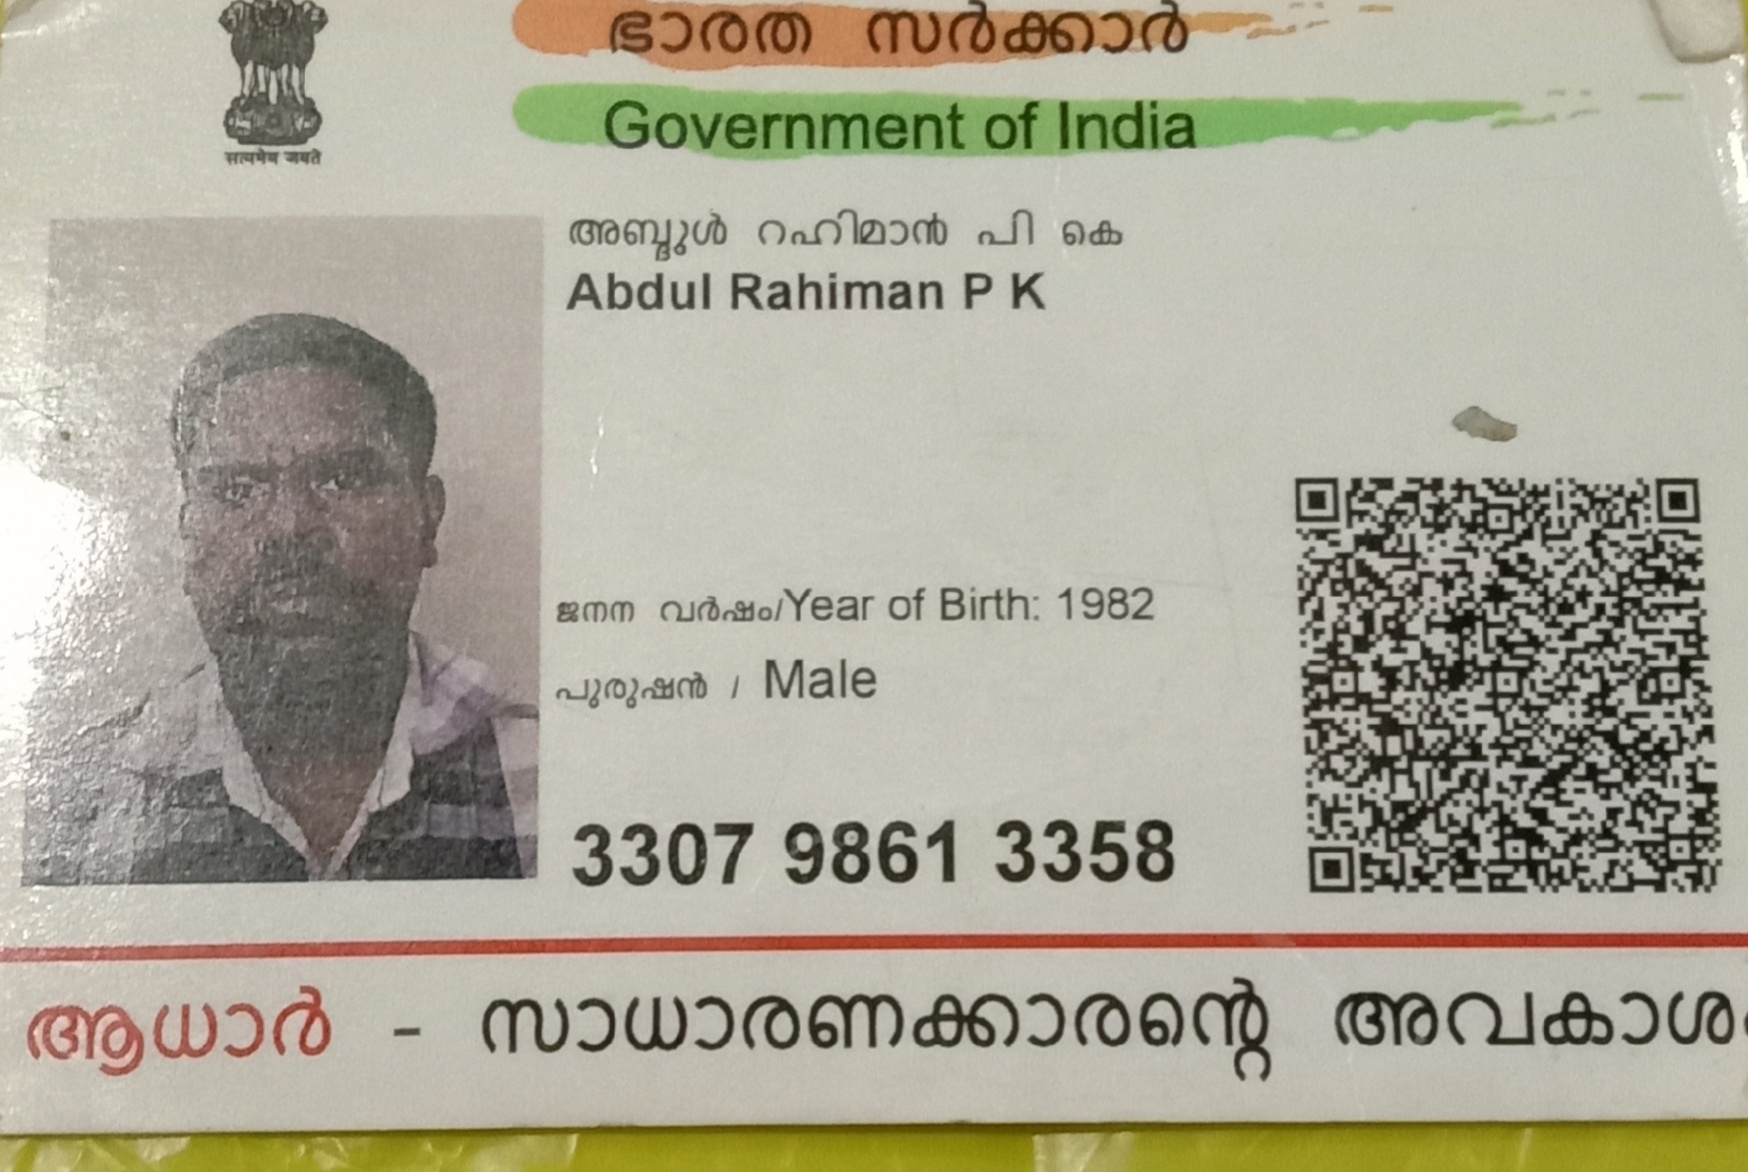 ഭാരത സർക്കാർ
Government of India
सत्यमेव जयते
അബ്ദുൾ റഹിമാൻ പി കെ
Abdul Rahiman P K
ജനന വർഷം/Year of Birth: 1982
പുരുഷൻ / Male
3307 9861 3358
ആധാർ - സാധാരണക്കാരന്റെ അവകാശ